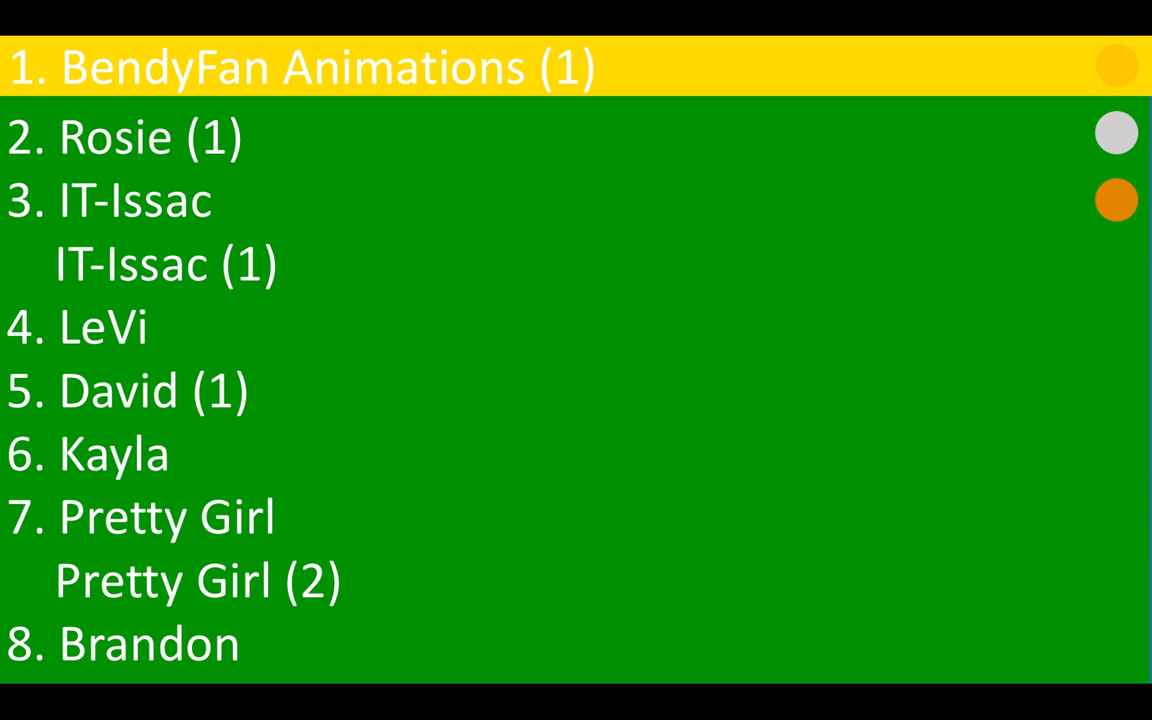 1. BendyFan Animations (1)
2. Rosie (1)
3. IT-Issac
IT-Issac (1)
4. LeVi
5. David (1)
6. Kayla
7. Pretty Girl
Pretty Girl (2)
8. Brandon